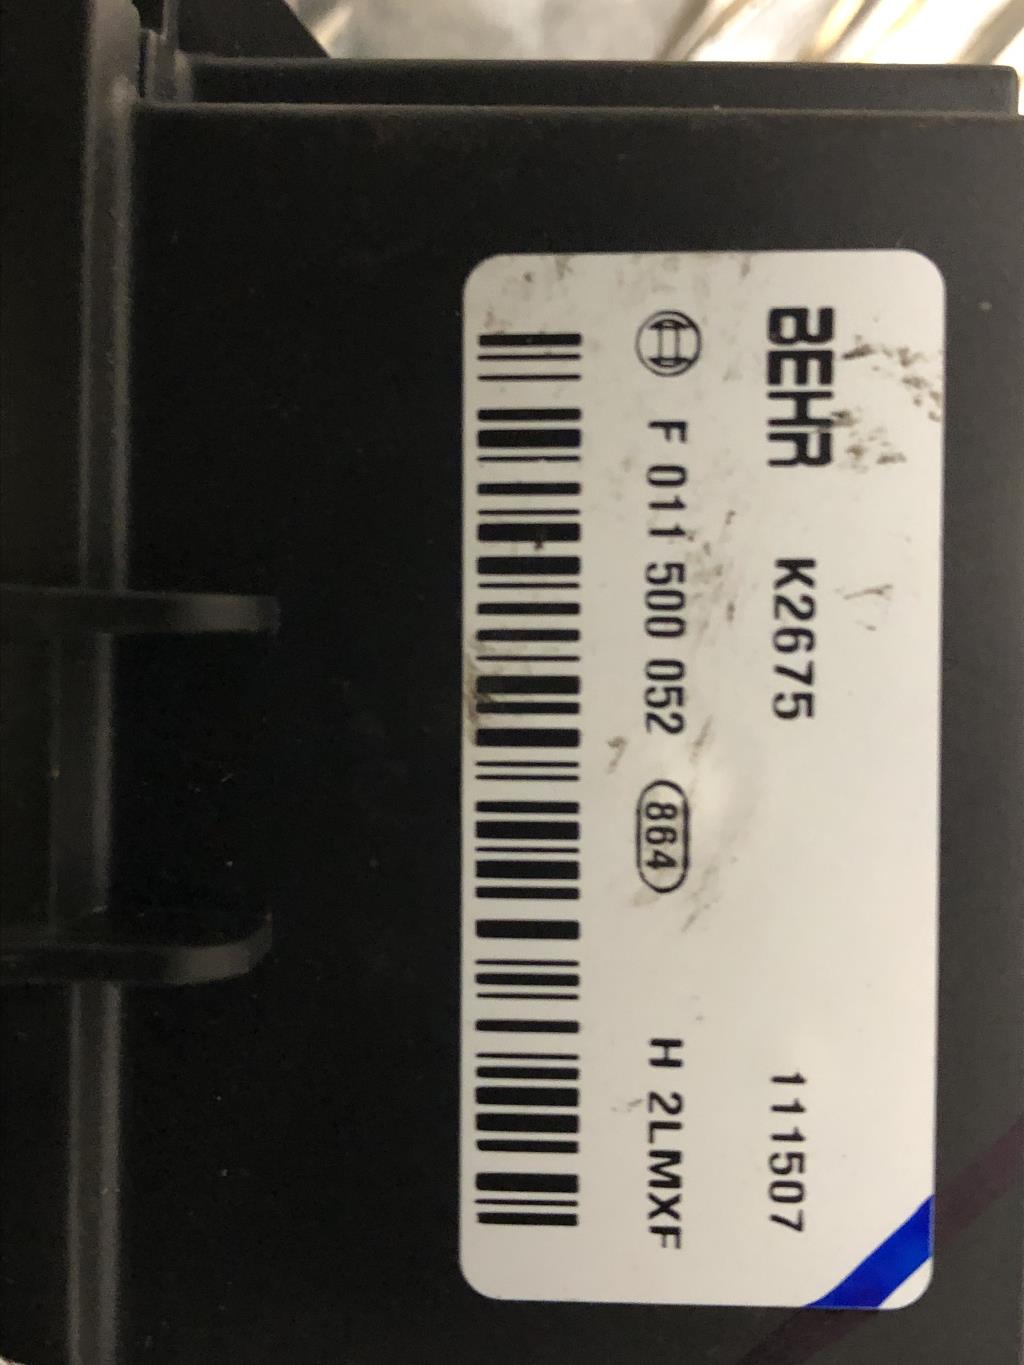 BEHR K2675 111507
F 011 500 052 864 H 2LMXF